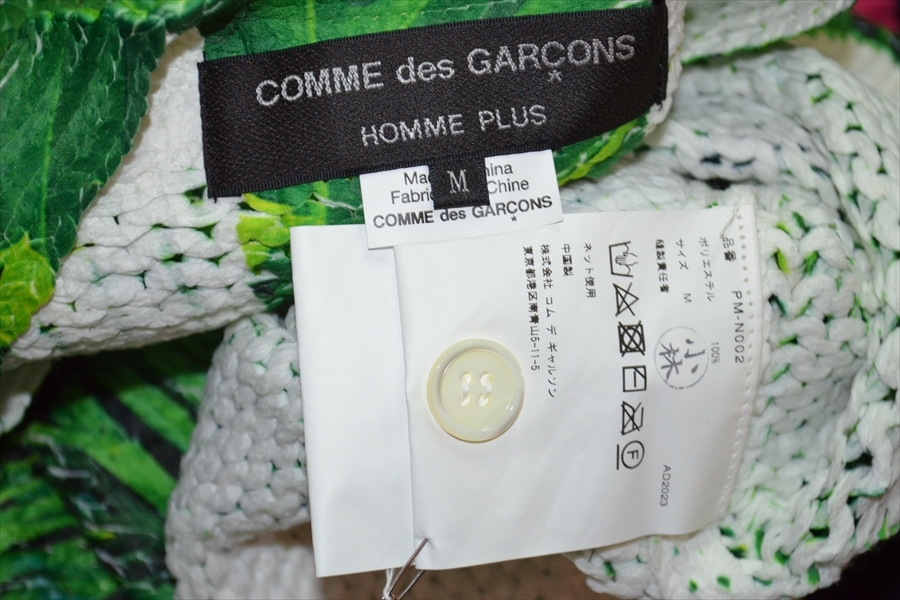 COMME des GARÇONS
*
HOMME PLUS
M
Made China
Fabric Chine
COMME des GARÇONS
*
品番 PM-N002
ポリエステル 100%
サイズ M
縫製責任者 小林
AD2023
F
ネット使用
中国製
株式会社 コム デ ギャルソン
東京都港区南青山5-11-5